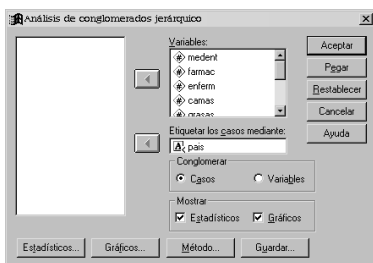 Análisis de conglomerados jerárquico
Variables:
medent
farmac
enferm
camas
grasas
Etiquetar los casos mediante:
pais
Conglomerar
Casos
Variables
Mostrar
Estadísticos
Gráficos
Aceptar
Pegar
Restablecer
Cancelar
Ayuda
Estadísticos...
Gráficos...
Método...
Guardar...